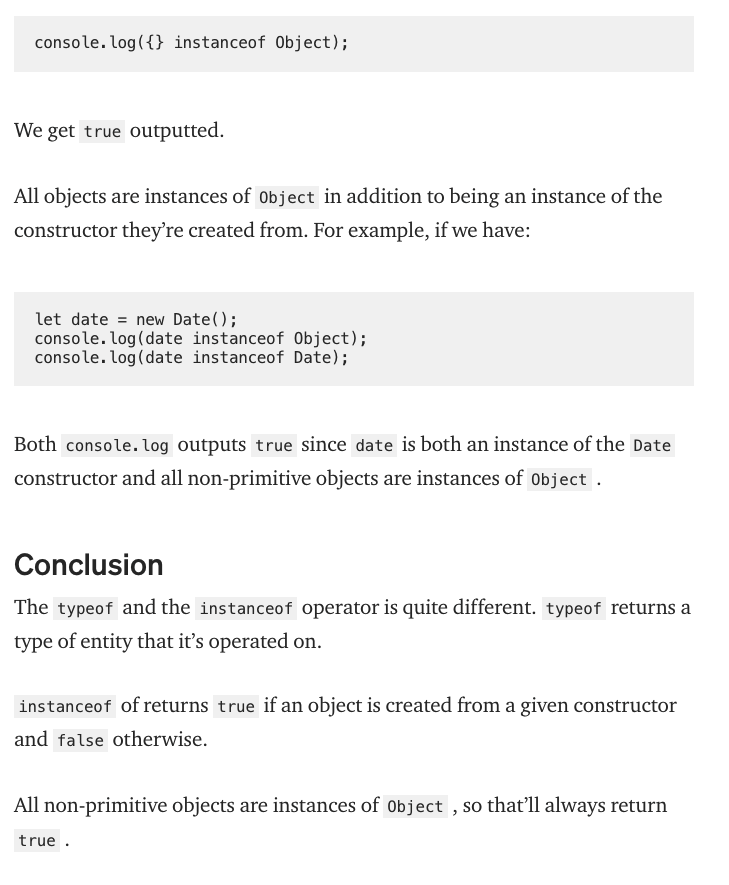 console.log({} instanceof Object);
We get true outputted.
All objects are instances of Object in addition to being an instance of the
constructor they’re created from. For example, if we have:
let date = new Date();
console.log(date instanceof Object);
console.log(date instanceof Date);
Both console.log outputs true since date is both an instance of the Date
constructor and all non-primitive objects are instances of Object .
Conclusion
The typeof and the instanceof operator is quite different. typeof returns a
type of entity that it’s operated on.
instanceof of returns true if an object is created from a given constructor
and false otherwise.
All non-primitive objects are instances of Object , so that’ll always return
true .